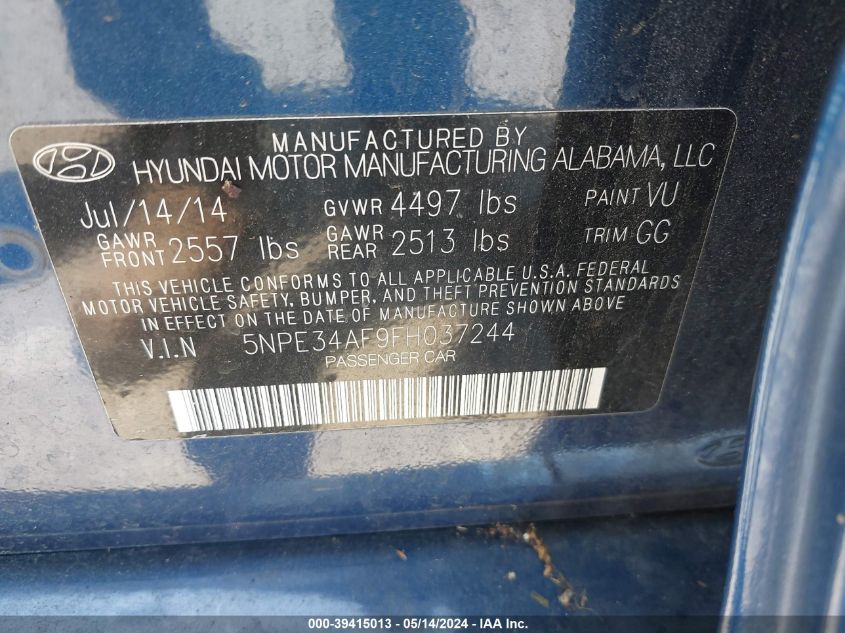 MANUFACTURED BY
HYUNDAI MOTOR MANUFACTURING ALABAMA, LLC
Jul/14/14 GVWR 4497 lbs PAINT VU
GAWR FRONT 2557 lbs GAWR REAR 2513 lbs TRIM GG
THIS VEHICLE CONFORMS TO ALL APPLICABLE U.S.A. FEDERAL
MOTOR VEHICLE SAFETY, BUMPER, AND THEFT PREVENTION STANDARDS
IN EFFECT ON THE DATE OF MANUFACTURE SHOWN ABOVE
V.I.N 5NPE34AF9FH037244
PASSENGER CAR
000-39415013 - 05/14/2024 - IAA Inc.